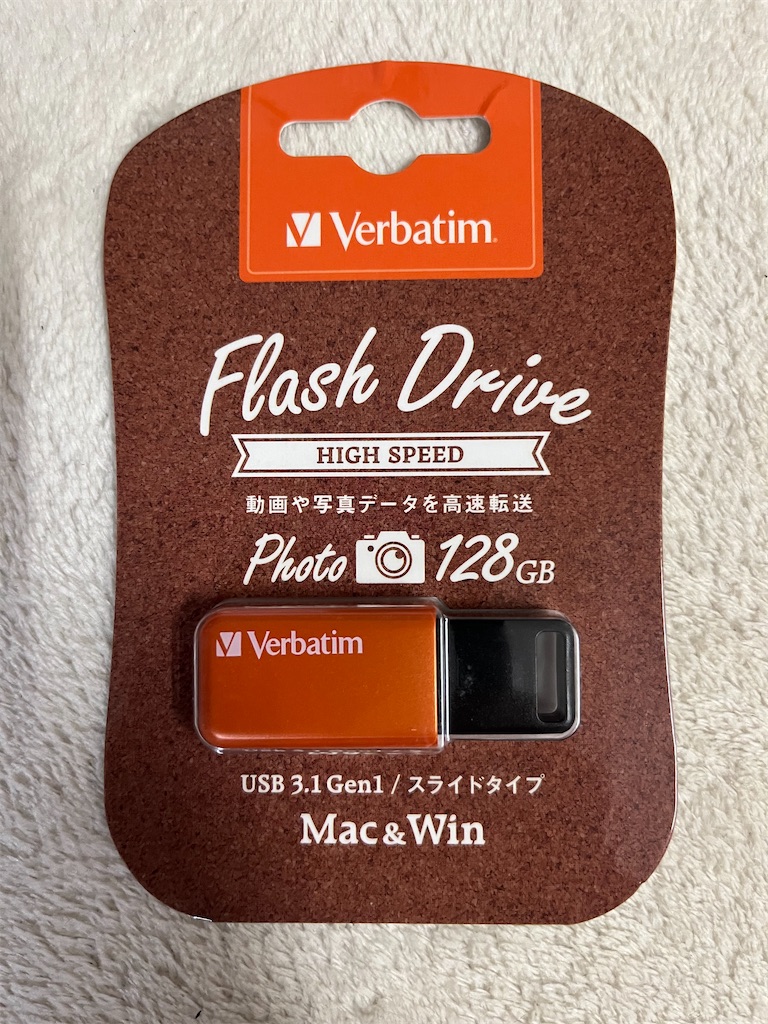 Verbatim
Flash Drive
HIGH SPEED
動画や写真データを高速転送
Photo 128GB
Verbatim
USB 3.1 Gen1 / スライドタイプ
Mac&Win